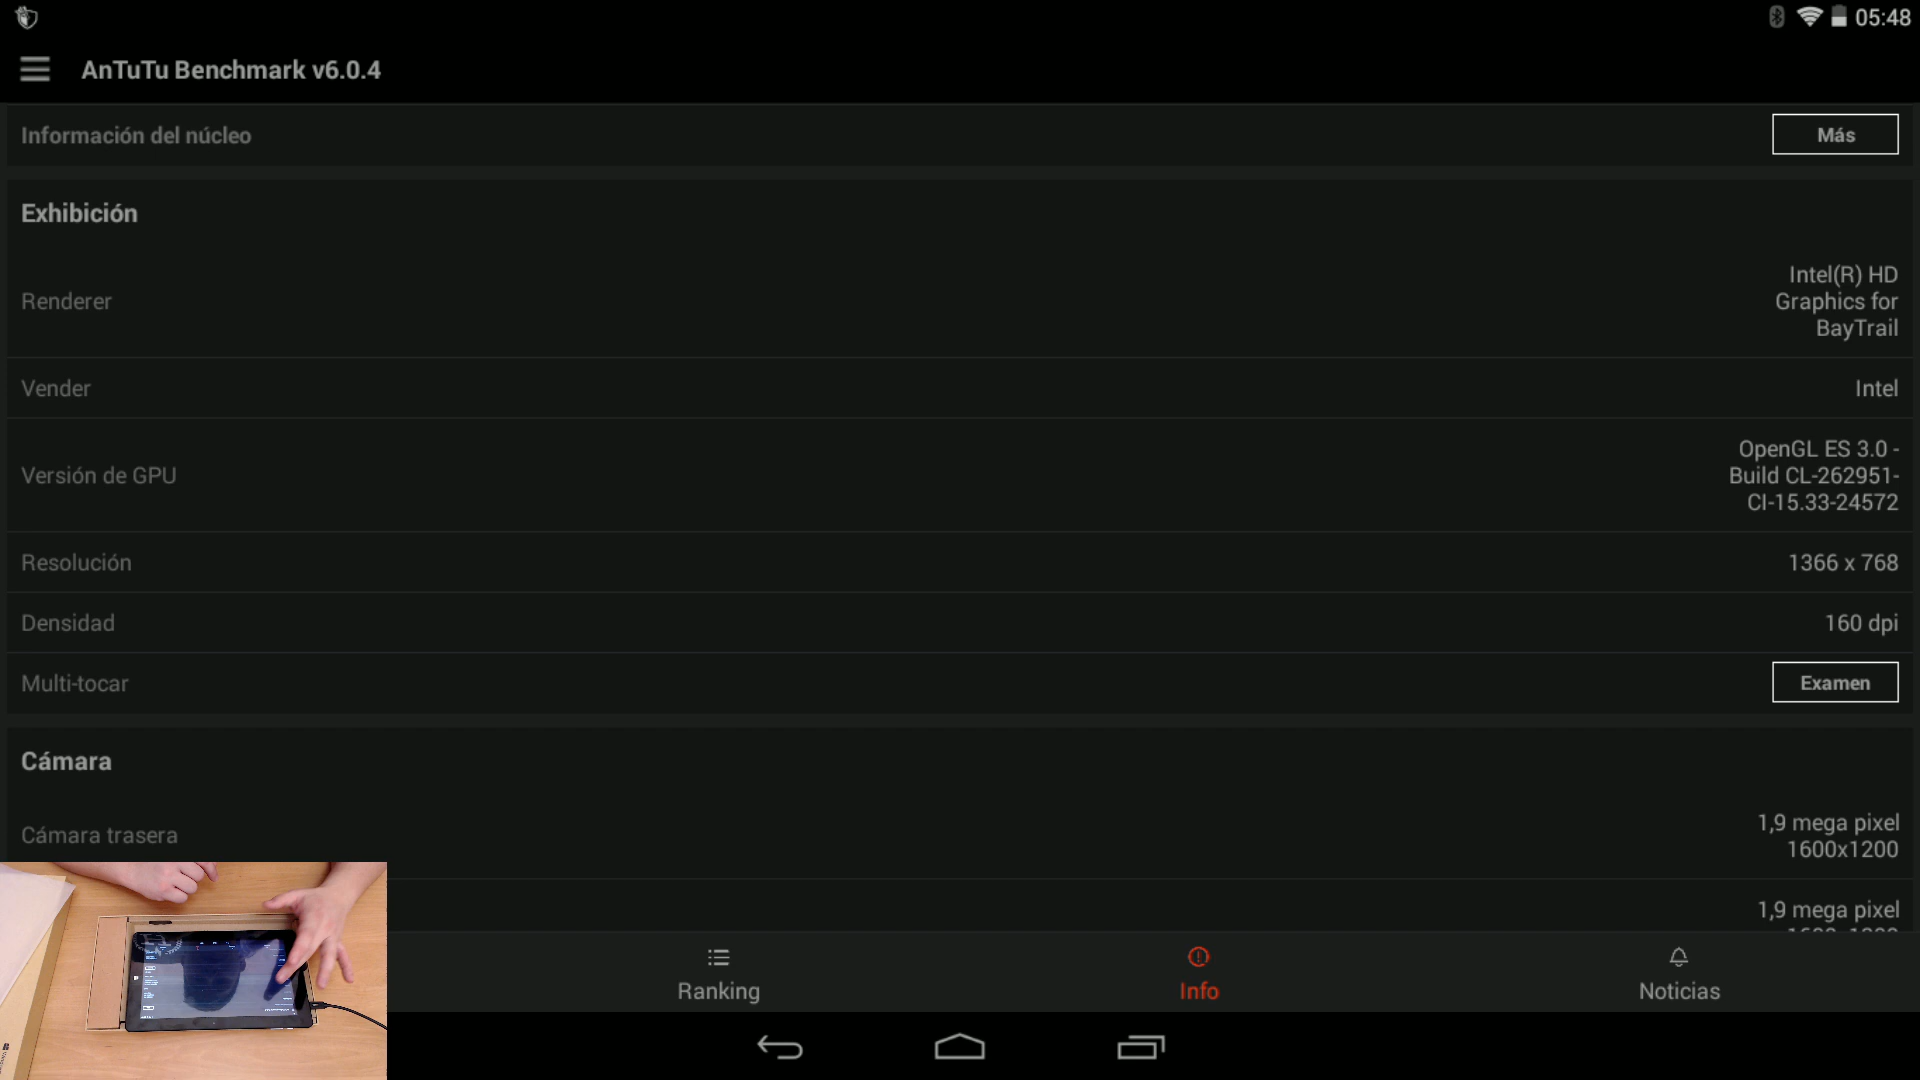 05:48
AnTuTu Benchmark v6.0.4
Información del núcleo
Más
Exhibición
Renderer
Intel(R) HD
Graphics for
BayTrail
Vender
Intel
Versión de GPU
OpenGL ES 3.0 -
Build CL-262951-
CI-15.33-24572
Resolución
1366 x 768
Densidad
160 dpi
Multi-tocar
Examen
Cámara
Cámara trasera
1,9 mega pixel
1600x1200
1,9 mega pixel
Ranking
Info
Noticias